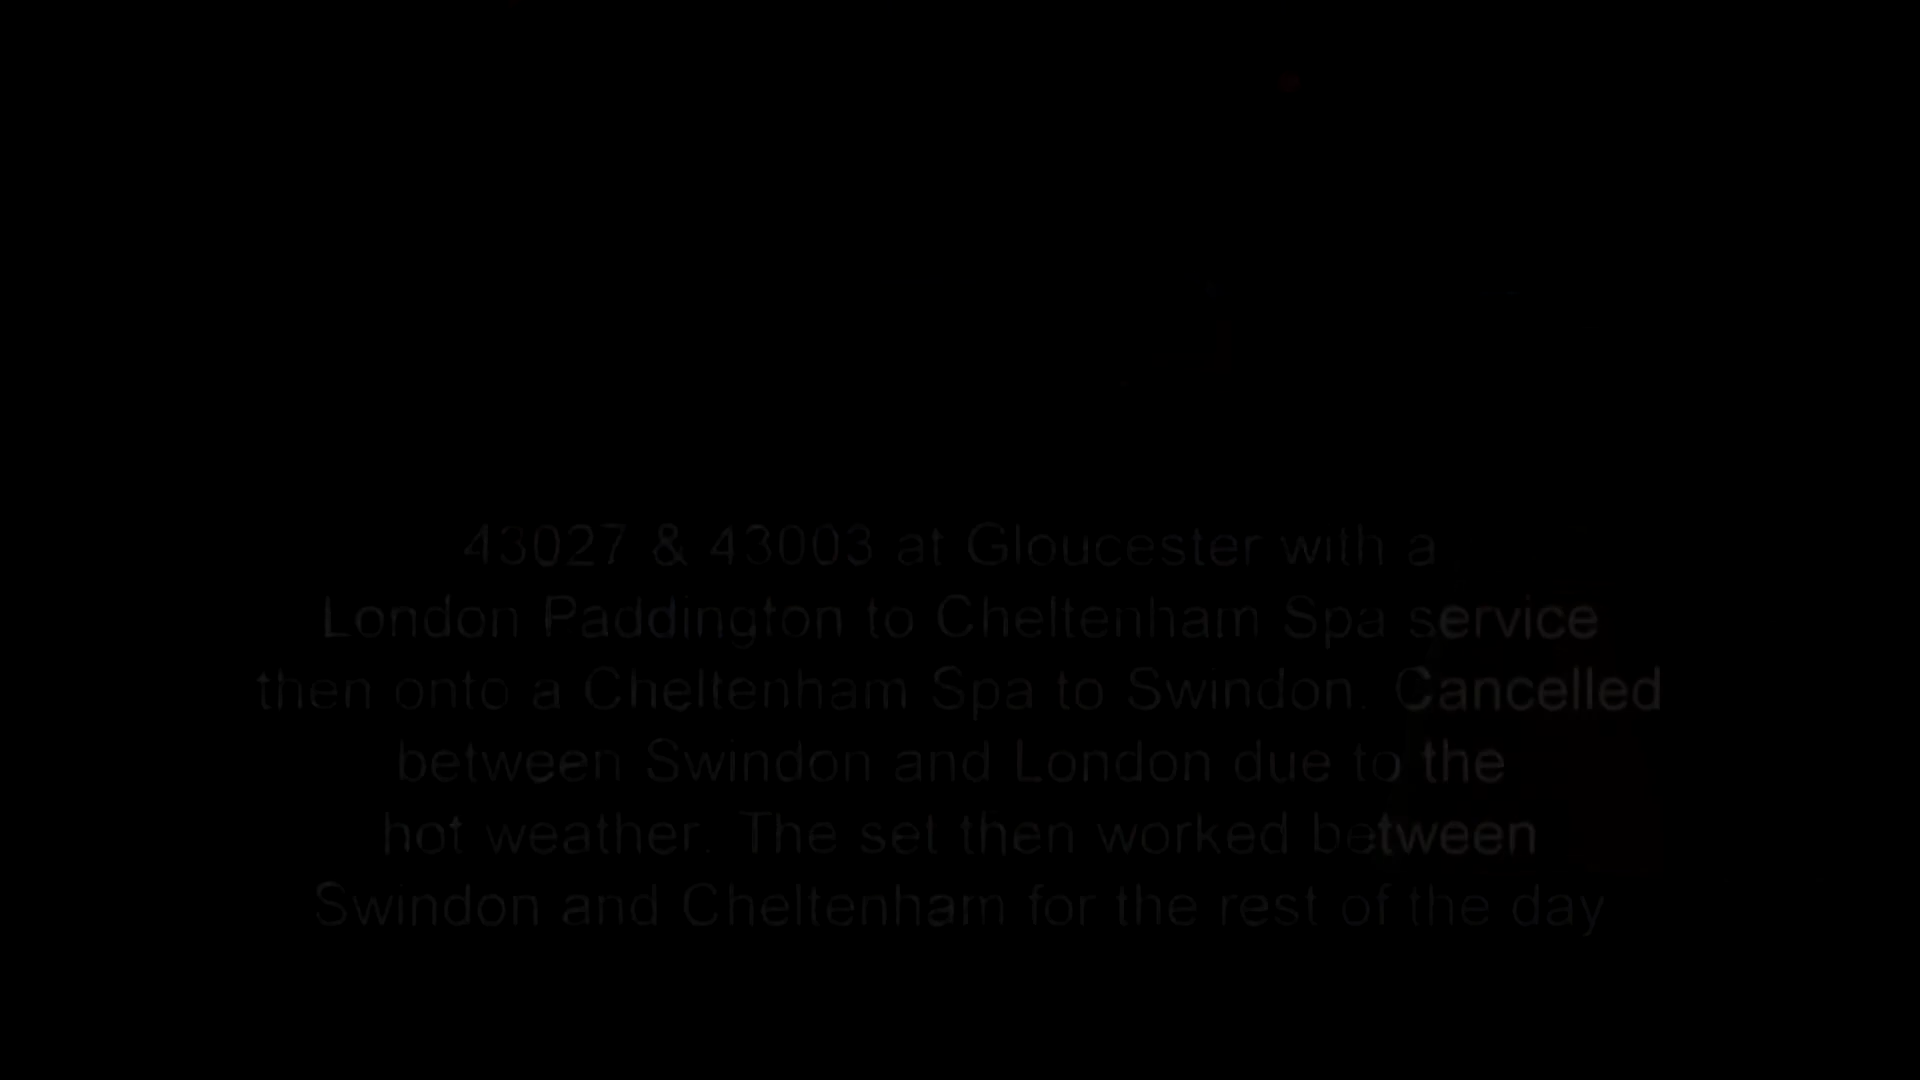 43027 & 43003 at Gloucester with a
London Paddington to Cheltenham Spa service
then onto a Cheltenham Spa to Swindon. Cancelled
between Swindon and London due to the
hot weather. The set then worked between
Swindon and Cheltenham for the rest of the day